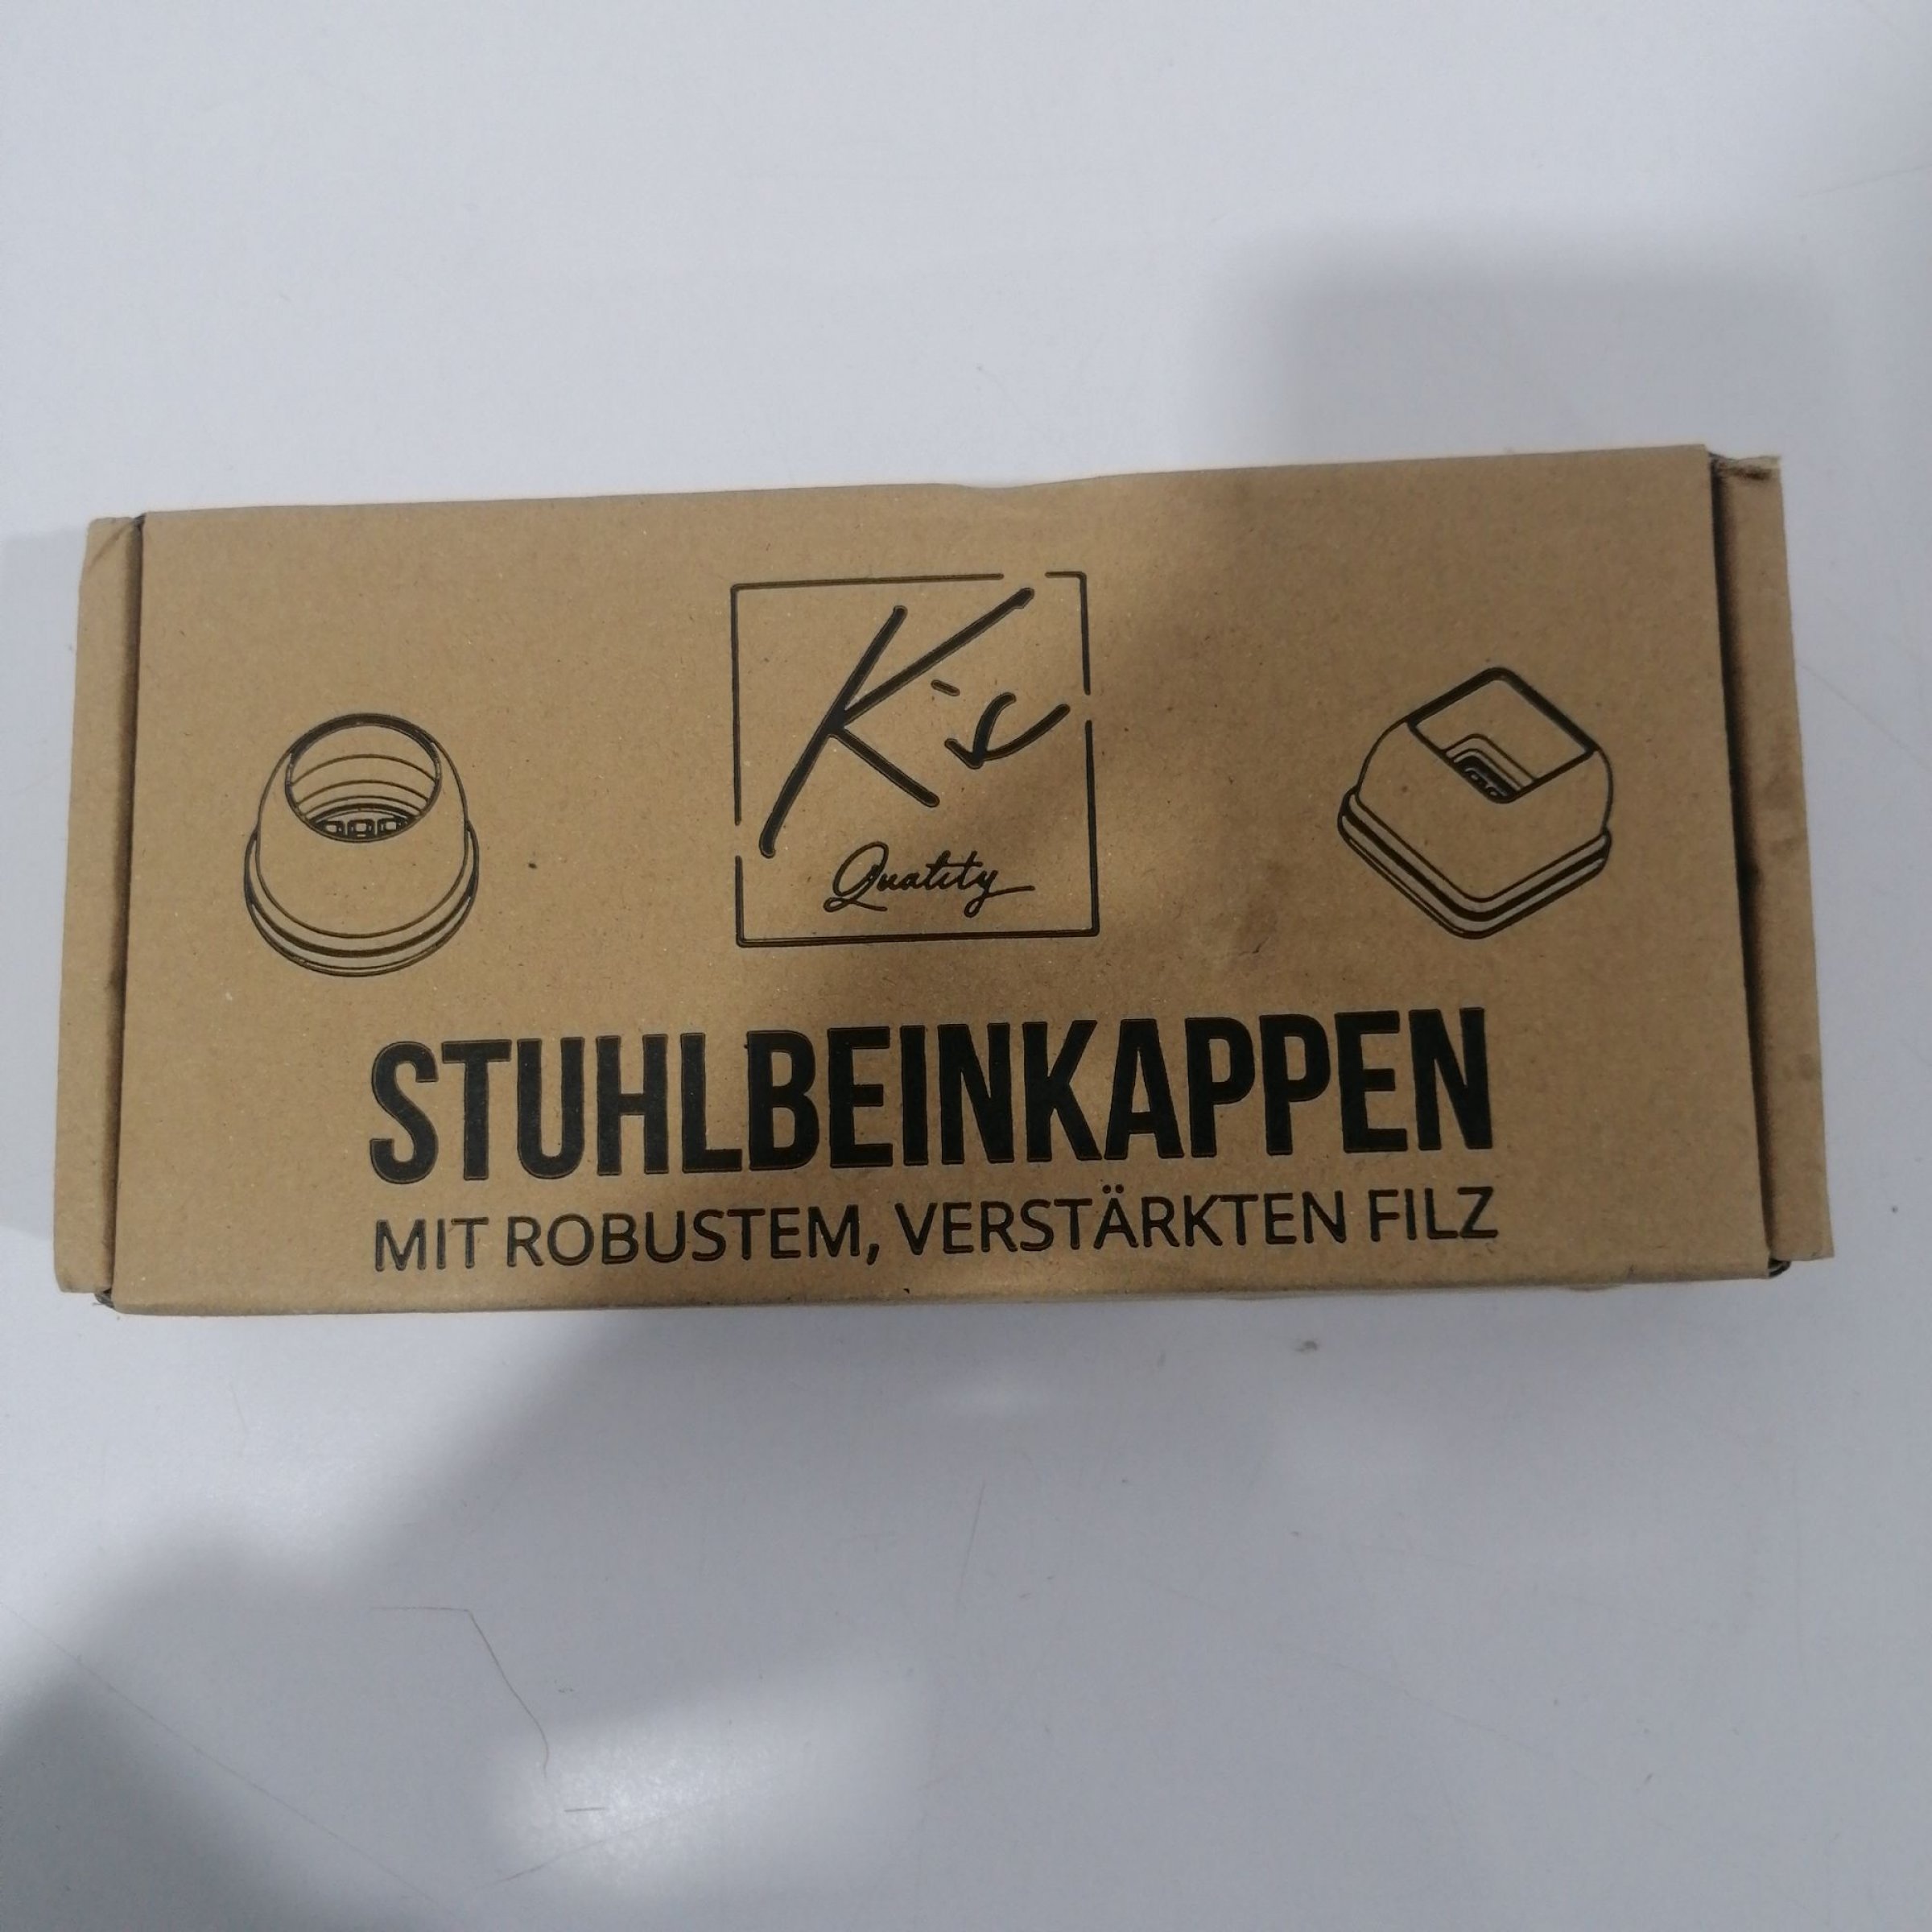 K's
Quality
STUHLBEINKAPPEN
MIT ROBUSTEM, VERSTÄRKTEN FILZ